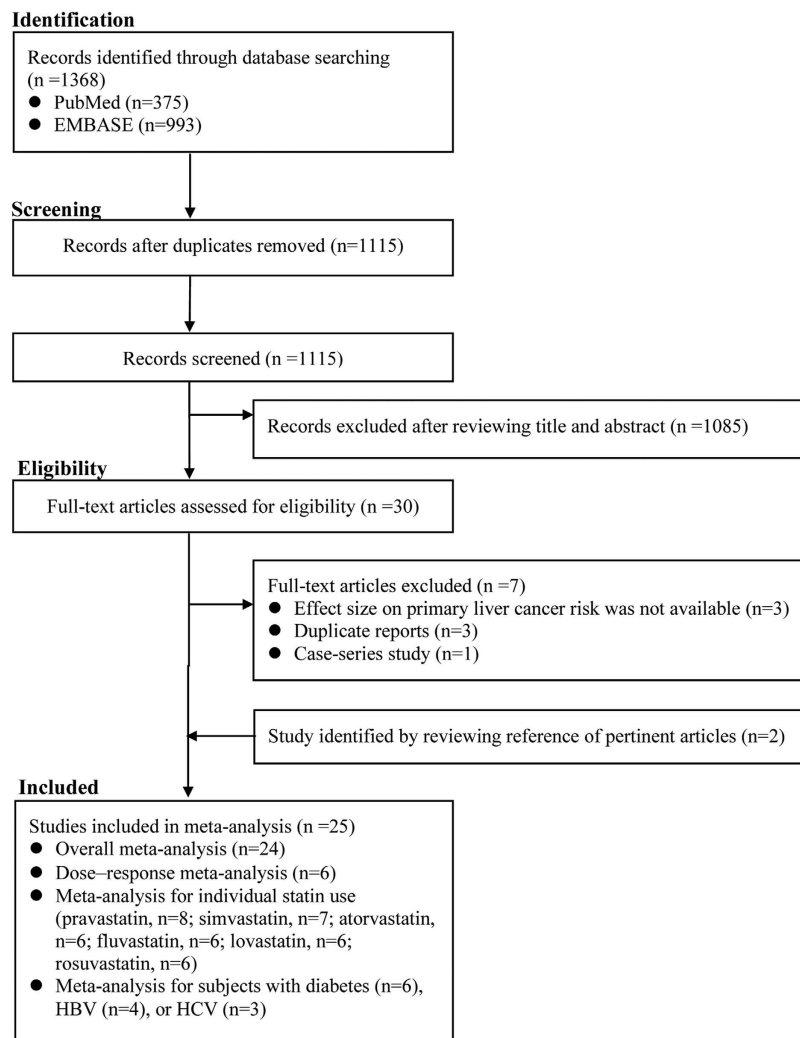 Identification
Records identified through database searching
(n =1368)
● PubMed (n=375)
● EMBASE (n=993)
Screening
Records after duplicates removed (n=1115)
Records screened (n =1115)
Records excluded after reviewing title and abstract (n =1085)
Eligibility
Full-text articles assessed for eligibility (n =30)
Full-text articles excluded (n =7)
● Effect size on primary liver cancer risk was not available (n=3)
● Duplicate reports (n=3)
● Case-series study (n=1)
Study identified by reviewing reference of pertinent articles (n=2)
Included
Studies included in meta-analysis (n =25)
● Overall meta-analysis (n=24)
● Dose–response meta-analysis (n=6)
● Meta-analysis for individual statin use
(pravastatin, n=8; simvastatin, n=7; atorvastatin,
n=6; fluvastatin, n=6; lovastatin, n=6;
rosuvastatin, n=6)
● Meta-analysis for subjects with diabetes (n=6),
HBV (n=4), or HCV (n=3)